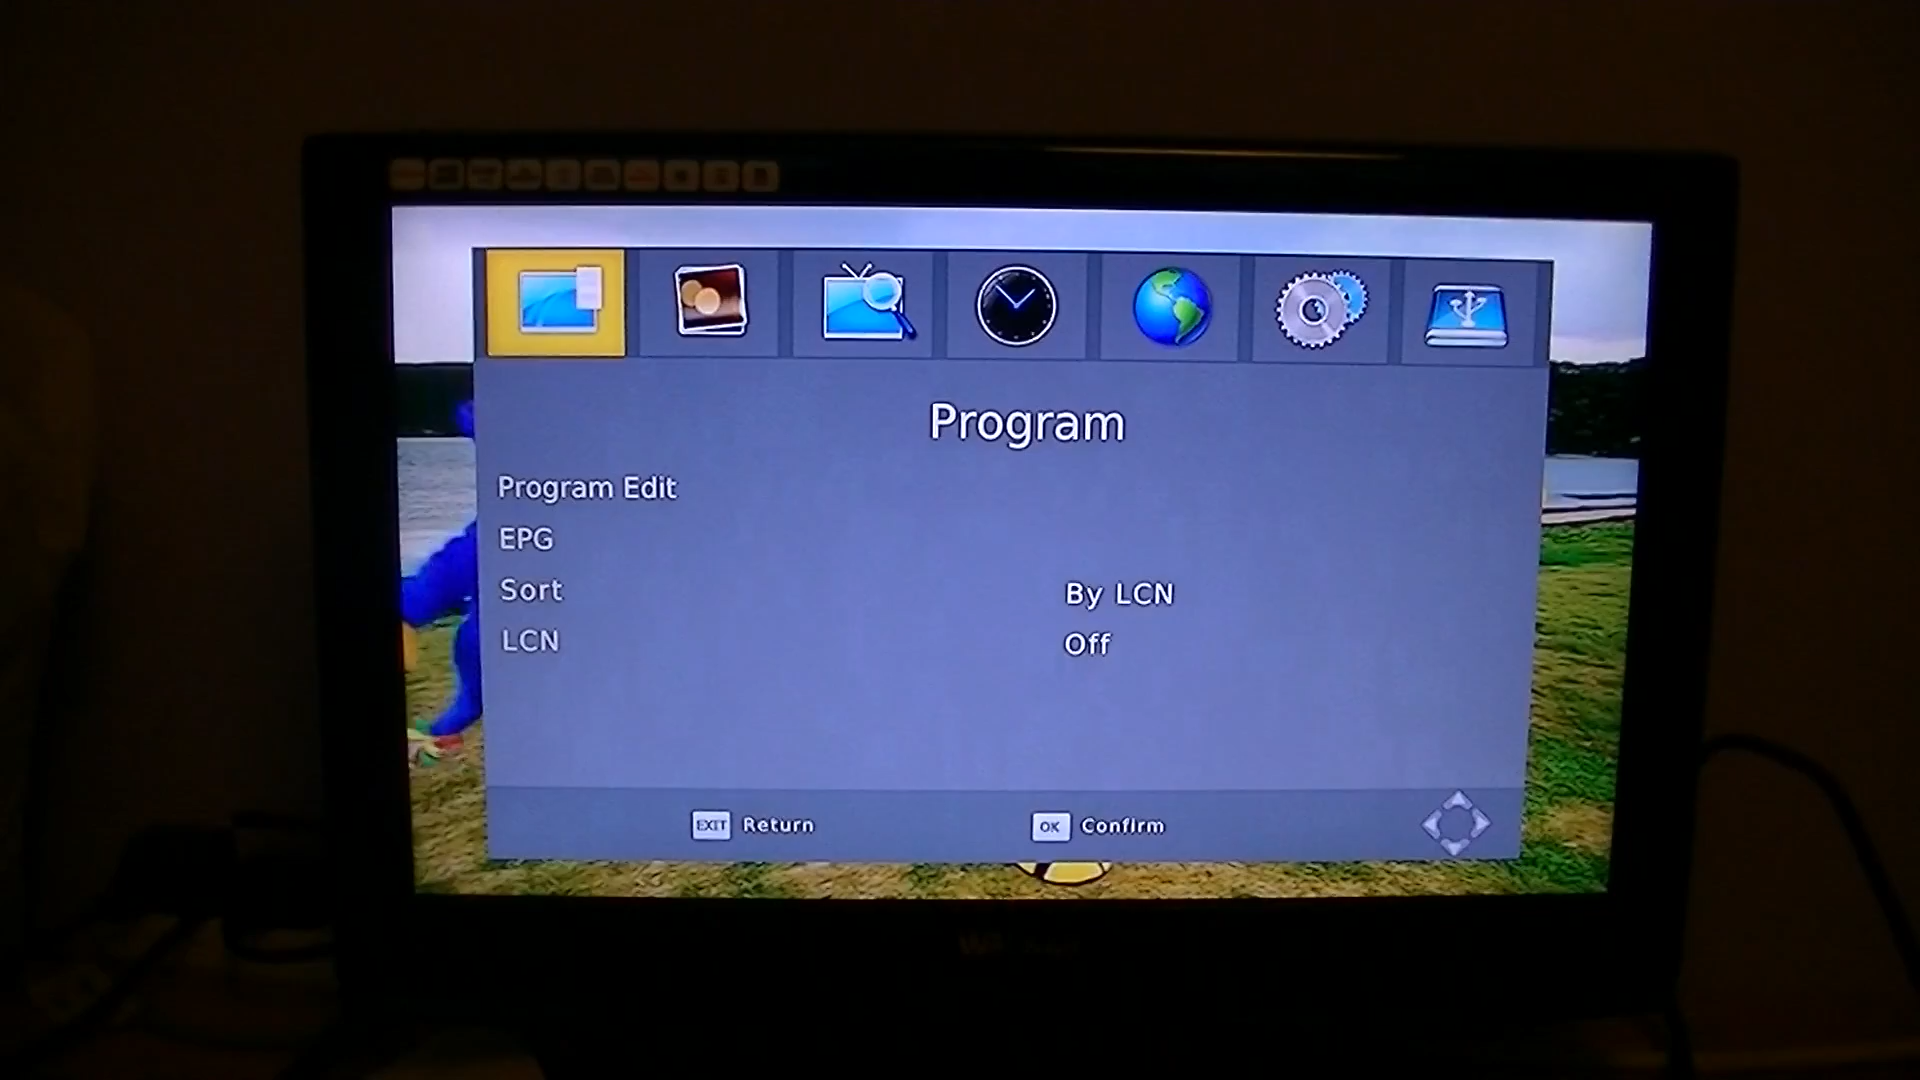 Program
Program Edit
EPG
Sort By LCN
LCN Off
EXIT Return OK Confirm